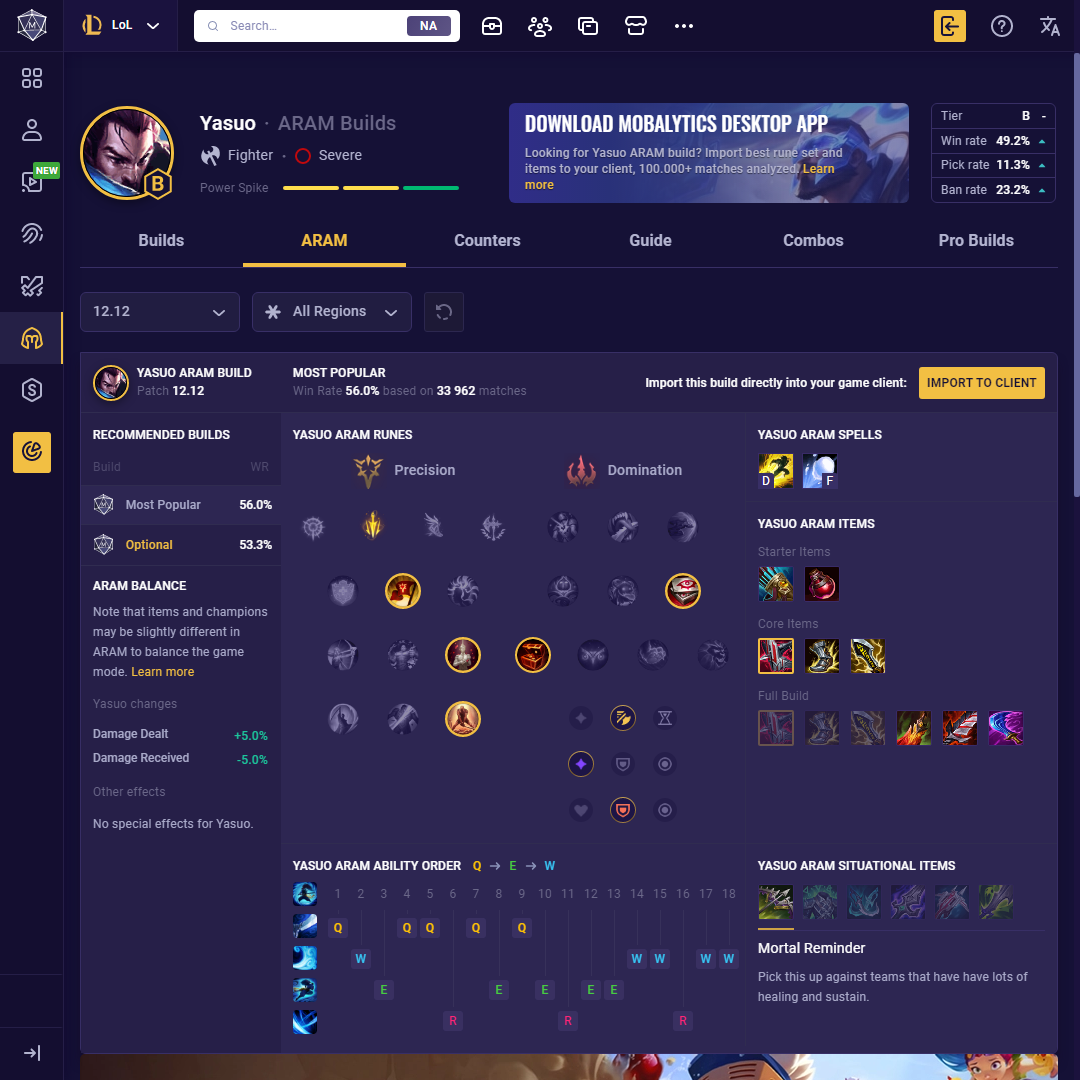 LoL
Search...
NA
NEW
Yasuo · ARAM Builds
Fighter · Severe
Power Spike
B
DOWNLOAD MOBALYTICS DESKTOP APP
Looking for Yasuo ARAM build? Import best rune set and
items to your client, 100.000+ matches analyzed. Learn
more
Tier B -
Win rate 49.2%
Pick rate 11.3%
Ban rate 23.2%
Builds
ARAM
Counters
Guide
Combos
Pro Builds
12.12
All Regions
YASUO ARAM BUILD
Patch 12.12
MOST POPULAR
Win Rate 56.0% based on 33 962 matches
Import this build directly into your game client:
IMPORT TO CLIENT
RECOMMENDED BUILDS
Build WR
Most Popular 56.0%
Optional 53.3%
ARAM BALANCE
Note that items and champions
may be slightly different in
ARAM to balance the game
mode. Learn more
Yasuo changes
Damage Dealt +5.0%
Damage Received -5.0%
Other effects
No special effects for Yasuo.
YASUO ARAM RUNES
Precision
Domination
YASUO ARAM SPELLS
D
F
YASUO ARAM ITEMS
Starter Items
Core Items
Full Build
YASUO ARAM ABILITY ORDER Q → E → W
1 2 3 4 5 6 7 8 9 10 11 12 13 14 15 16 17 18
Q Q Q Q Q
W W W W W
E E E E E
R R R
YASUO ARAM SITUATIONAL ITEMS
Mortal Reminder
Pick this up against teams that have have lots of
healing and sustain.